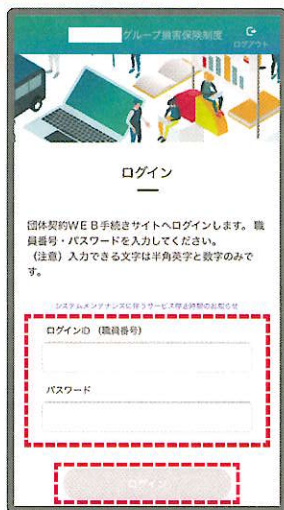 グループ損害保険制度
ログアウト
ログイン
団体契約WEB手続きサイトへログインします。職
員番号・パスワードを入力してください。
（注意）入力できる文字は半角英字と数字のみで
す。
システムメンテナンスに伴うサービス停止時間のお知らせ
ログインID （職員番号）
パスワード
ログイン